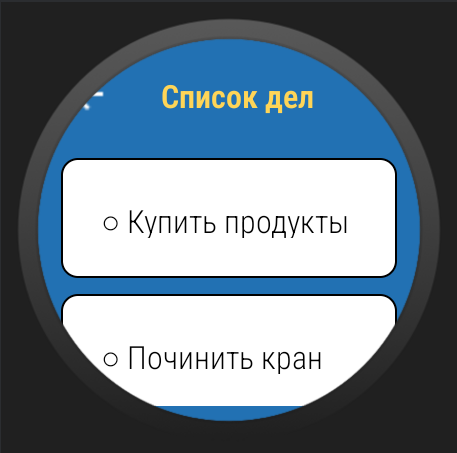 Список дел
○ Купить продукты
○ Починить кран